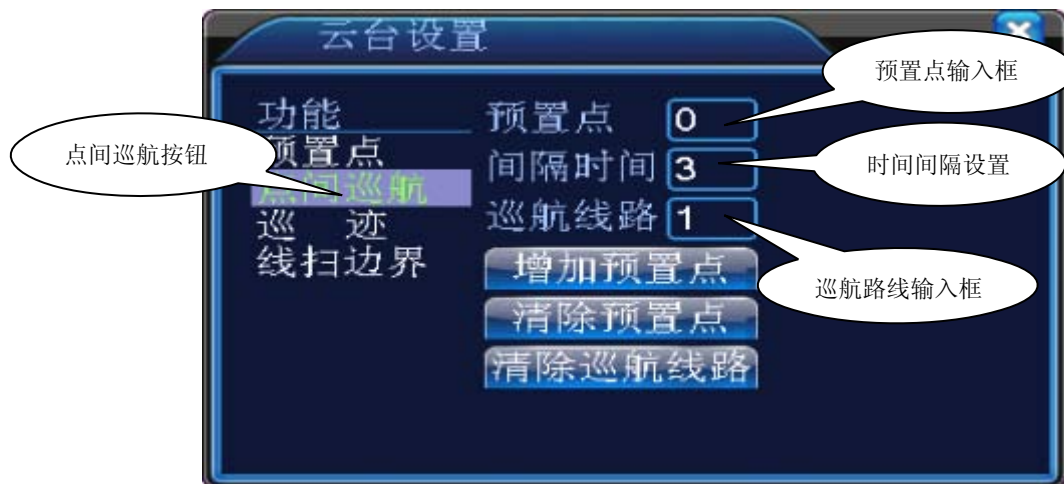 云台设置
功能
预置点
点间巡航
巡 迹
线扫边界
预置点 0
间隔时间 3
巡航线路 1
增加预置点
清除预置点
清除巡航线路
点间巡航按钮
预置点输入框
时间间隔设置
巡航路线输入框